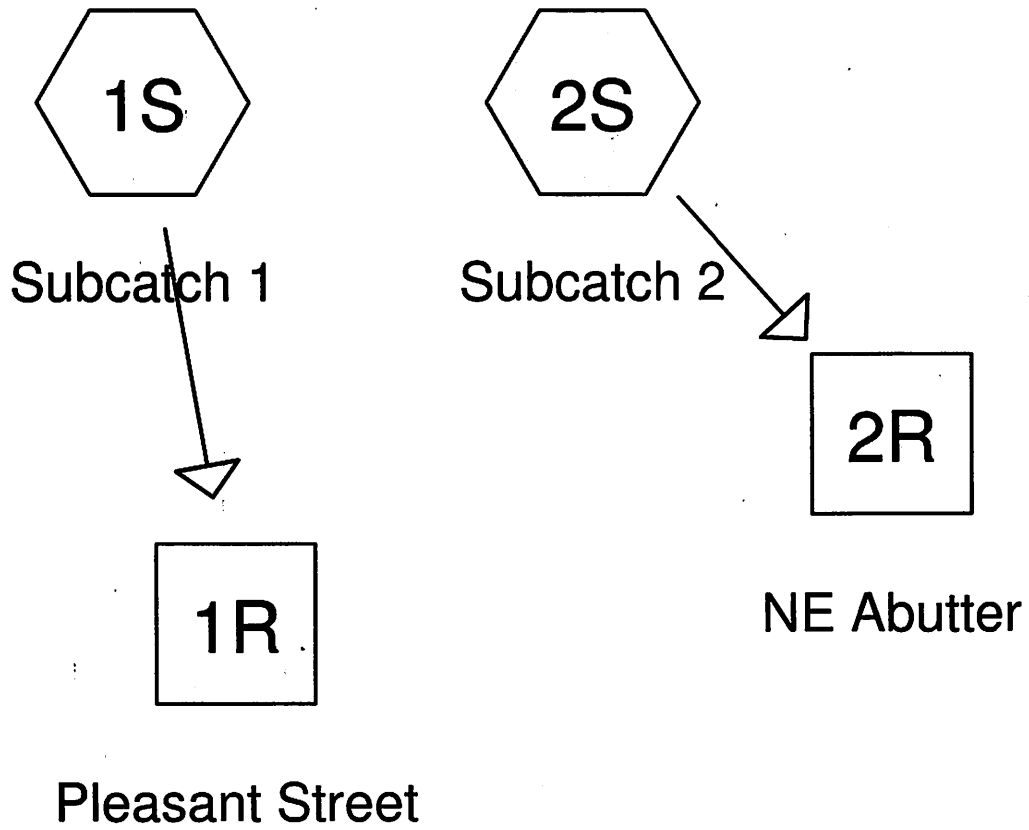 1S
2S
Subcatch 1
Subcatch 2
2R
NE Abutter
1R
Pleasant Street